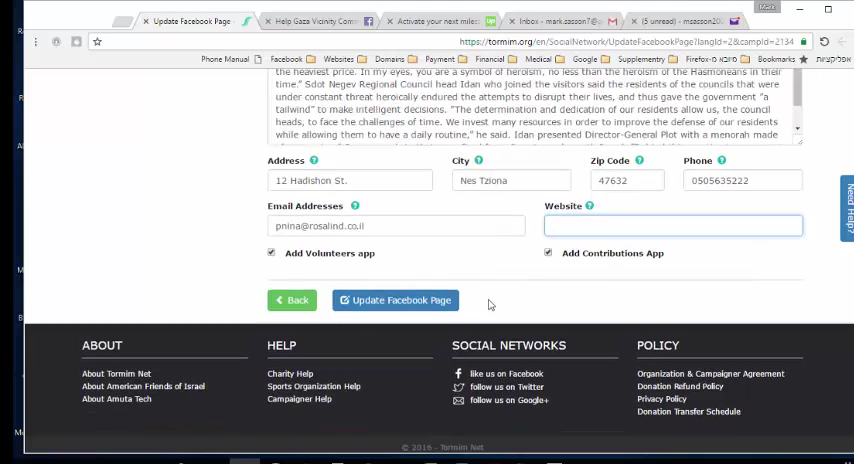 Mark
Update Facebook Page -
Help Gaza Vicinity Comm
Activate your next miles
Up
Inbox - mark.sasson7@g
(5 unread) - msasson200
https://tormim.org/en/SocialNetwork/UpdateFacebookPage?langId=2&campId=2134
Phone Manual Facebook Websites Domains Payment Financial Medical Google Supplementry Firefox-מיובא מ Bookmarks אפליקציות
the heaviest price. In my eyes, you are a symbol of heroism, no less than the heroism of the Hasmoneans in their
time." Sdot Negev Regional Council head Idan who joined the visitors said the residents of the councils that were
under constant threat heroically endured the attempts to disrupt their lives, and thus gave the government "a
tailwind" to make intelligent decisions. "The determination and dedication of our residents allow us, the council
heads, to face the challenges of time. We invest many resources in order to improve the defense of our residents
while allowing them to have a daily routine," he said. Idan presented Director-General Plot with a menorah made
Address ? City ? Zip Code ? Phone ?
12 Hadishon St. Nes Tziona 47632 0505635222
Email Addresses ? Website ?
pnina@rosalind.co.il
Add Volunteers app Add Contributions App
Back Update Facebook Page
Need Help?
ABOUT HELP SOCIAL NETWORKS POLICY
About Tormim Net Charity Help like us on Facebook Organization & Campaigner Agreement
About American Friends of Israel Sports Organization Help follow us on Twitter Donation Refund Policy
About Amuta Tech Campaigner Help follow us on Google+ Privacy Policy
Donation Transfer Schedule
© 2016 - Tormim Net